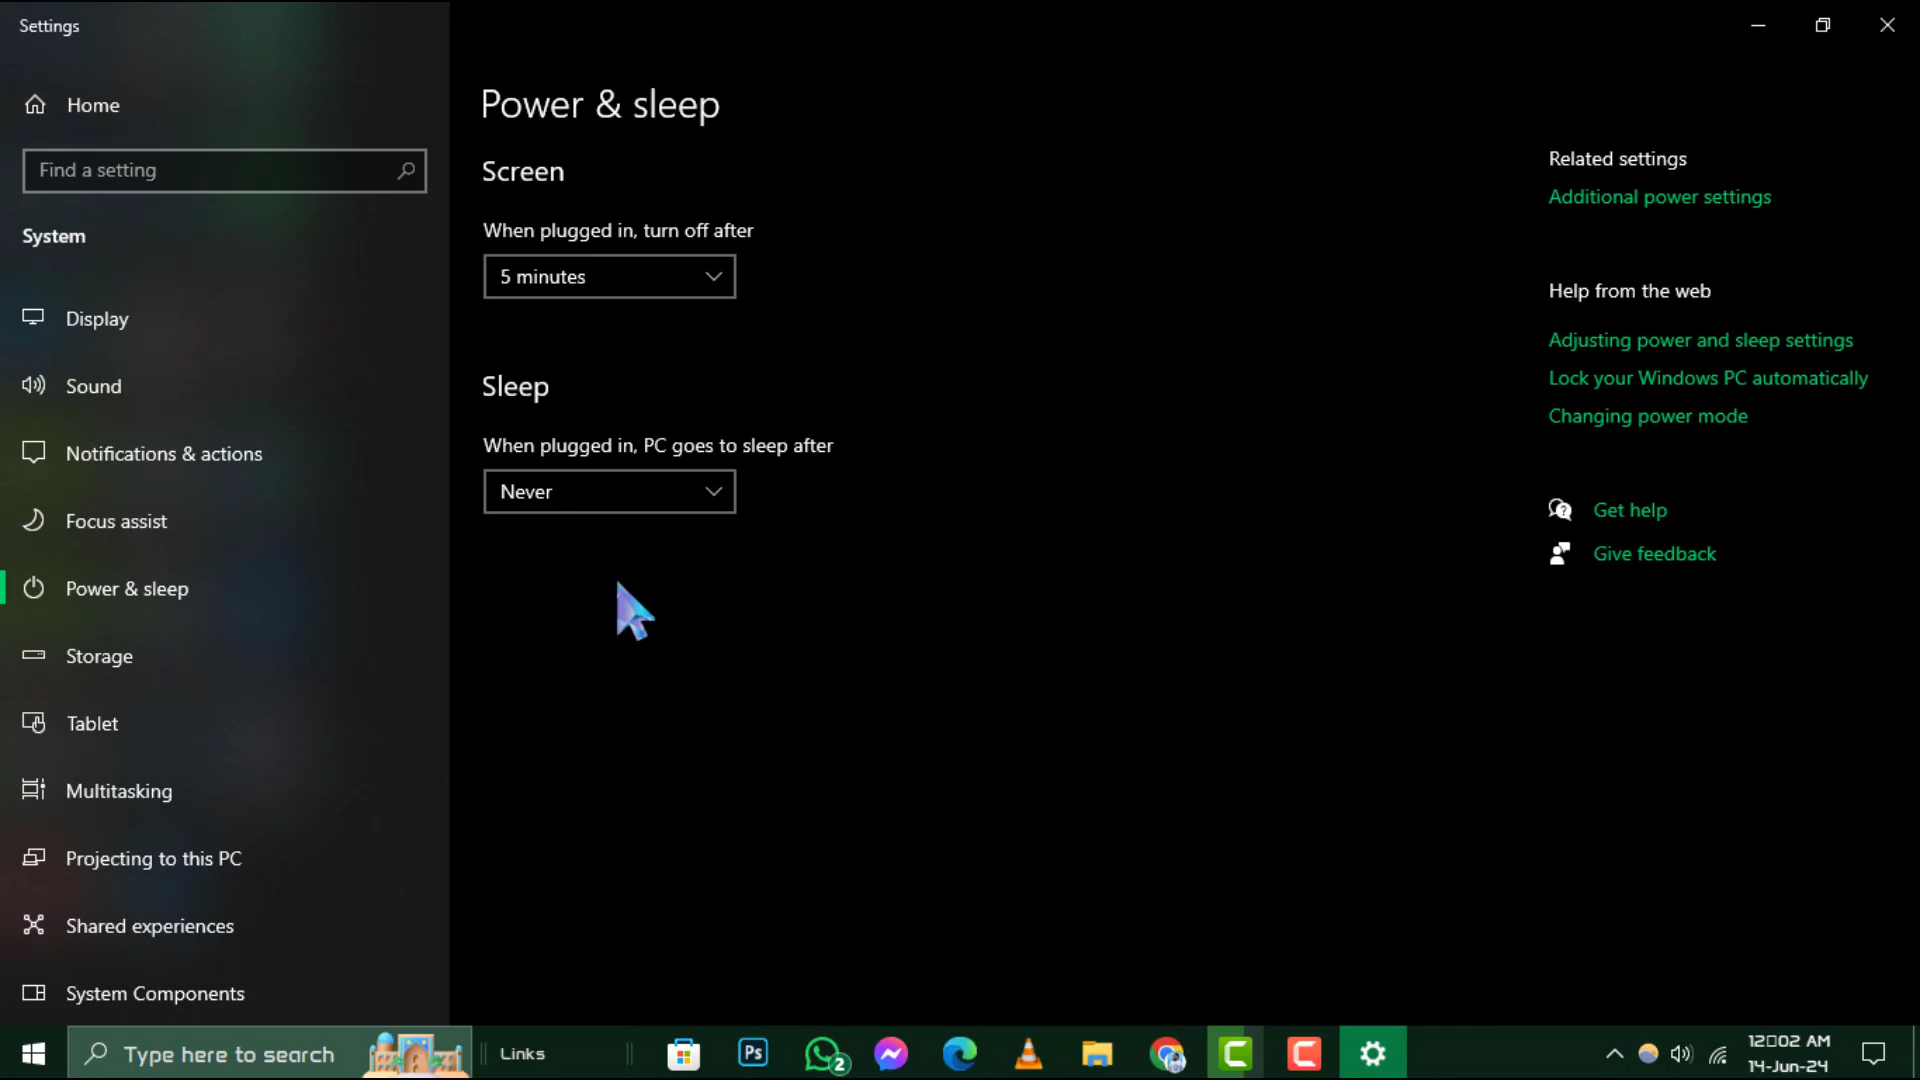 Settings
Home
Find a setting
System
Display
Sound
Notifications & actions
Focus assist
Power & sleep
Storage
Tablet
Multitasking
Projecting to this PC
Shared experiences
System Components
Power & sleep
Screen
When plugged in, turn off after
5 minutes
Sleep
When plugged in, PC goes to sleep after
Never
Related settings
Additional power settings
Help from the web
Adjusting power and sleep settings
Lock your Windows PC automatically
Changing power mode
Get help
Give feedback
Type here to search
Links
Ps
2
12□02 AM
14-Jun-24